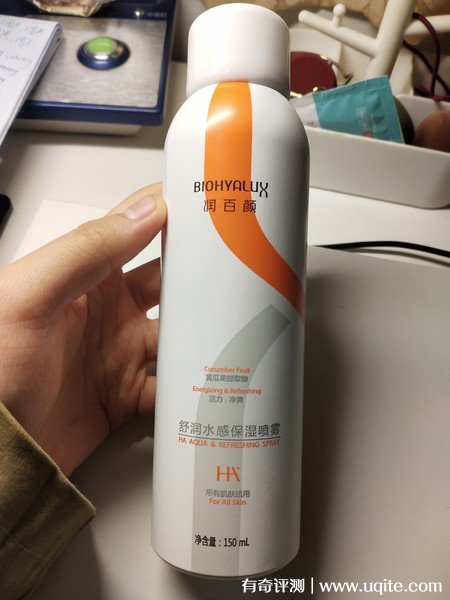 BIOHYALUX
润百颜
Cucumber Fruit
黄瓜果提取物
Energizing & Refreshing
活力．净爽
舒润水感保湿喷雾
HA AQUA & REFRESHING SPRAY
HA
所有肌肤适用
For All Skin
净含量：150 mL
有奇评测 | www.uqite.com